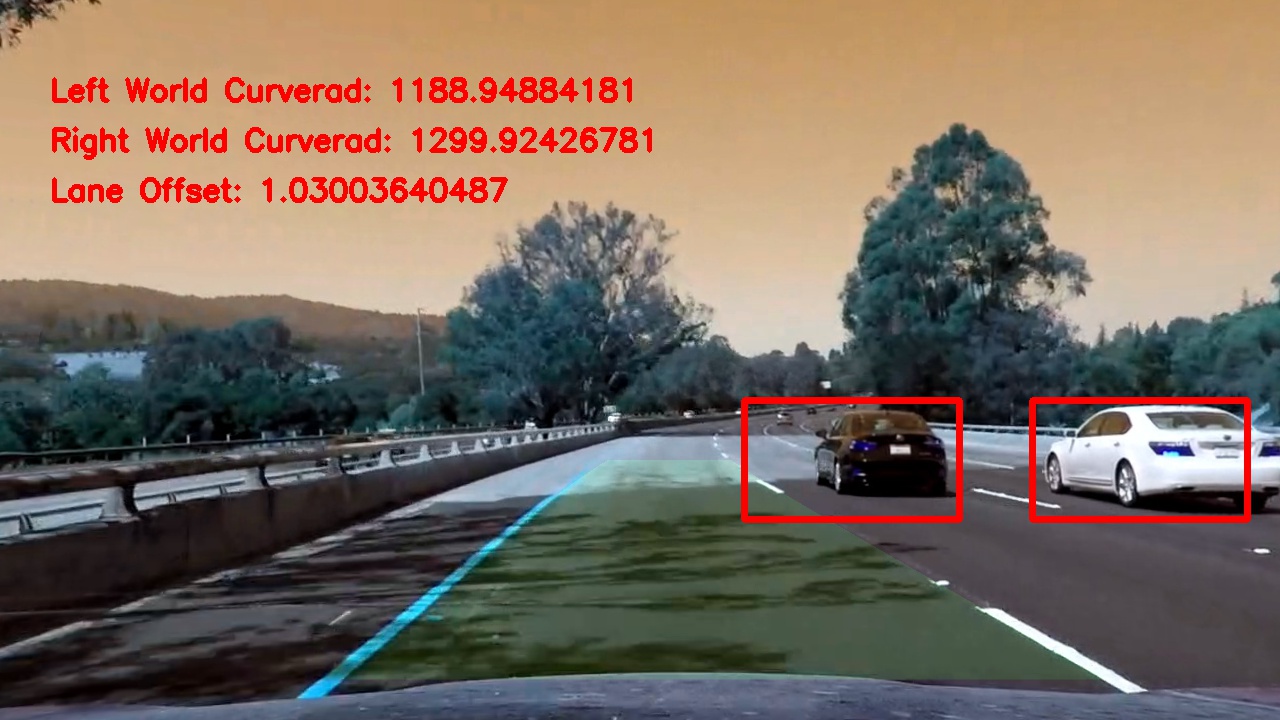 Left World Curverad: 1188.94884181
Right World Curverad: 1299.92426781
Lane Offset: 1.03003640487